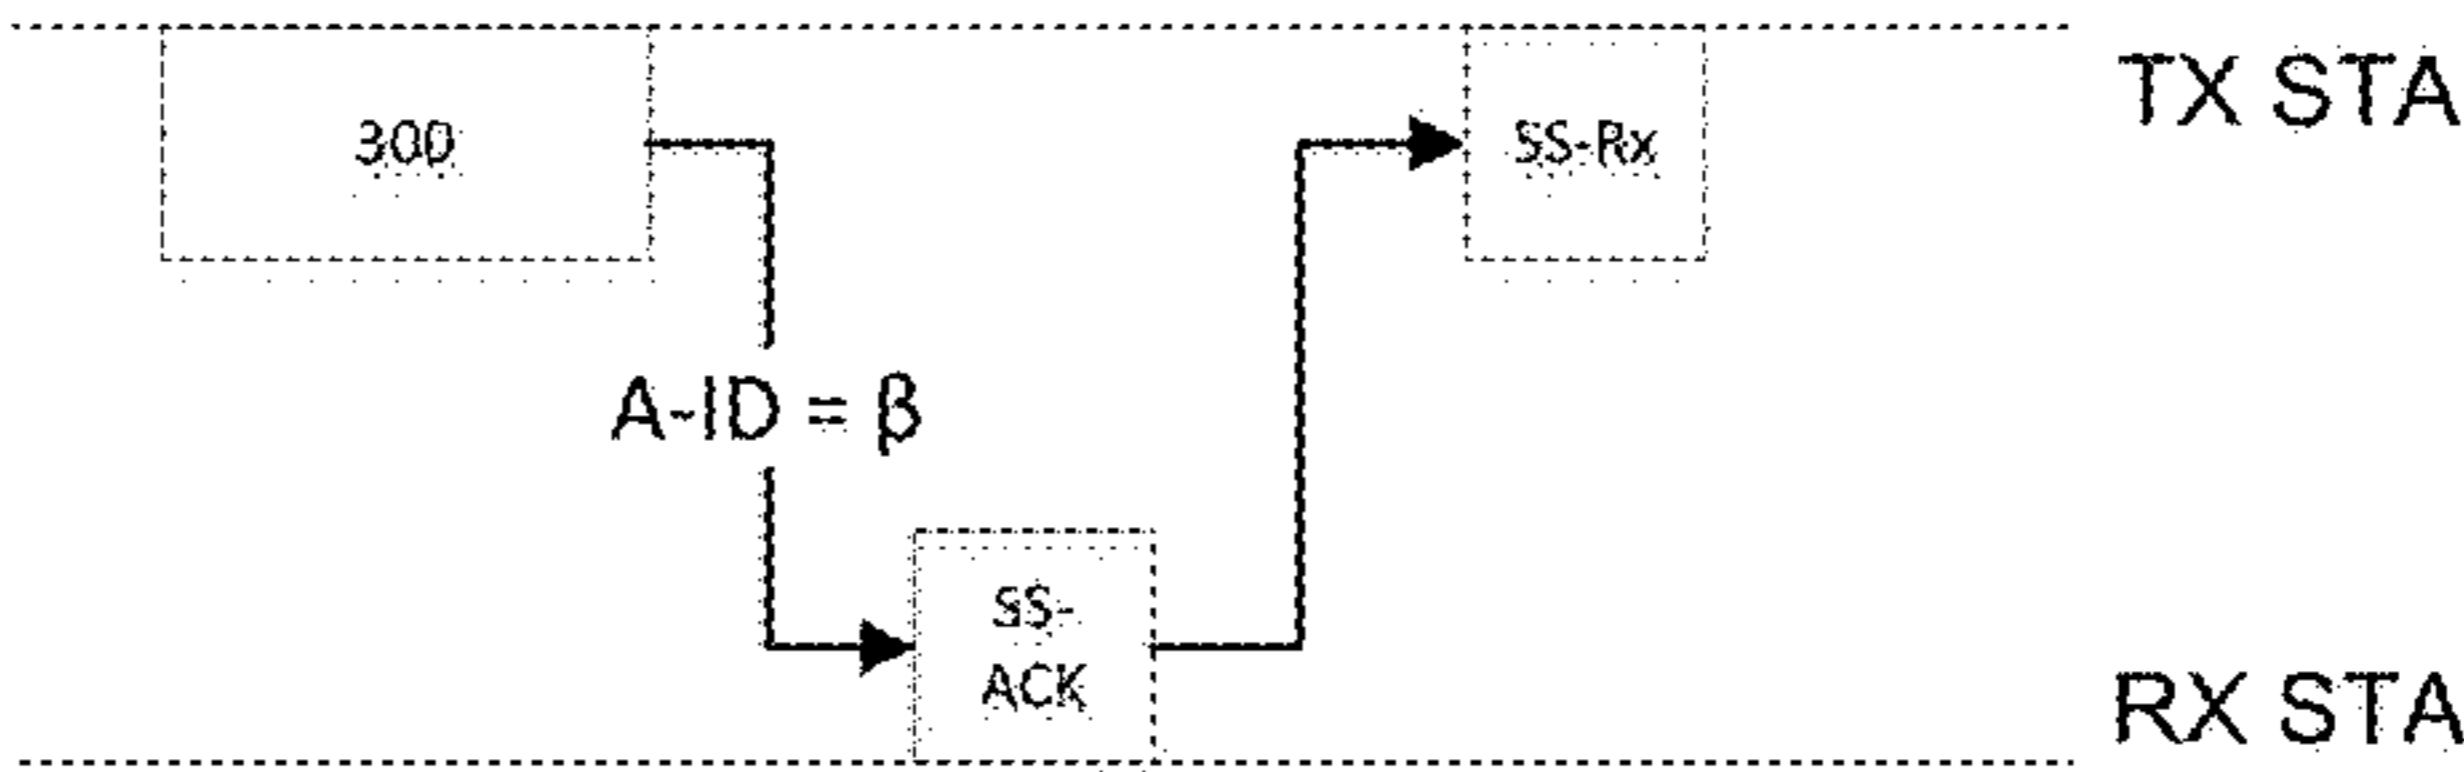 300
SS-Rx
TX STA
A-ID = β
SS-
ACK
RX STA